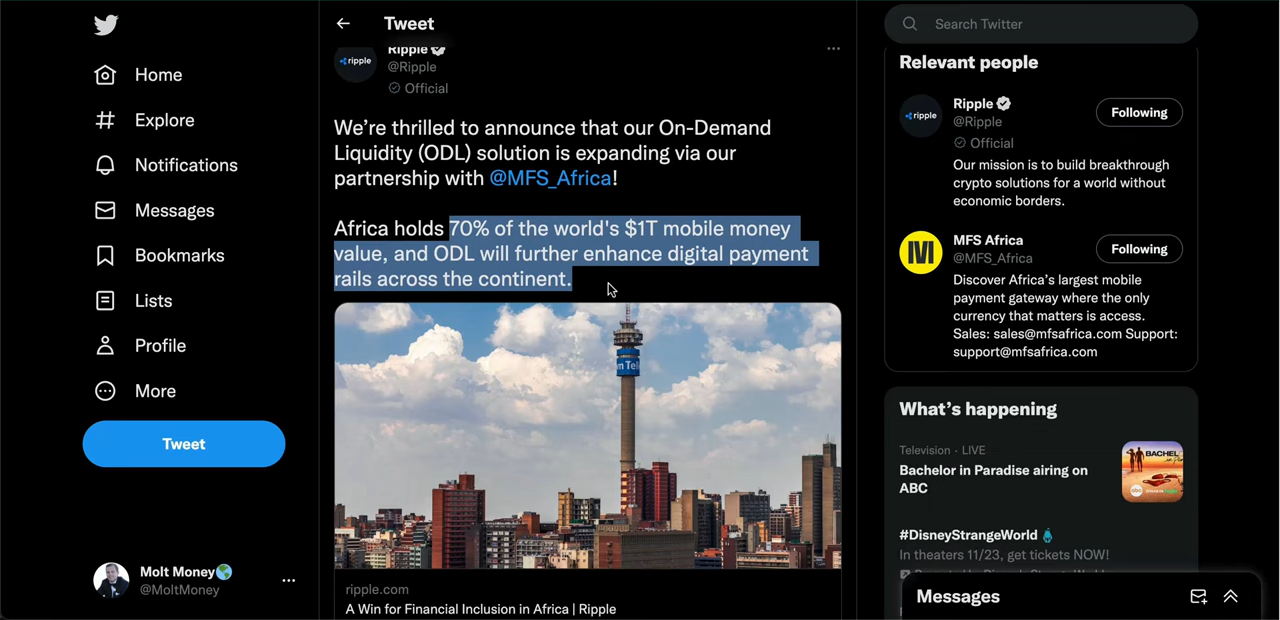 Home
Explore
Notifications
Messages
Bookmarks
Lists
Profile
More
Tweet
Molt Money
@MoltMoney
Tweet
ripple
Ripple
@Ripple
Official
We’re thrilled to announce that our On-Demand
Liquidity (ODL) solution is expanding via our
partnership with @MFS_Africa!
Africa holds 70% of the world's $1T mobile money
value, and ODL will further enhance digital payment
rails across the continent.
ripple.com
A Win for Financial Inclusion in Africa | Ripple
Search Twitter
Relevant people
ripple
Ripple
@Ripple
Following
Official
Our mission is to build breakthrough
crypto solutions for a world without
economic borders.
MFS Africa
@MFS_Africa
Following
Discover Africa’s largest mobile
payment gateway where the only
currency that matters is access.
Sales: sales@mfsafrica.com Support:
support@mfsafrica.com
What’s happening
Television · LIVE
Bachelor in Paradise airing on
ABC
#DisneyStrangeWorld
In theaters 11/23, get tickets NOW!
Messages